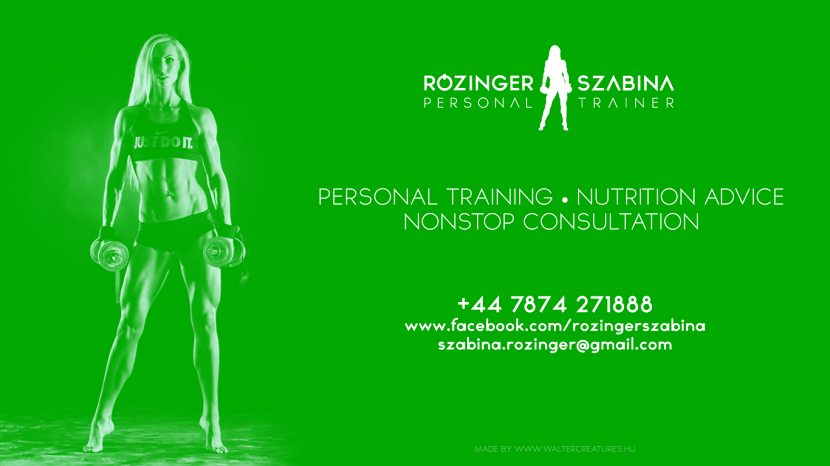 JUST DO IT.
RÓZINGER SZABINA
PERSONAL TRAINER
PERSONAL TRAINING • NUTRITION ADVICE
NONSTOP CONSULTATION
+44 7874 271888
www.facebook.com/rozingerszabina
szabina.rozinger@gmail.com
MADE BY WWW.WALTERCREATURES.HU